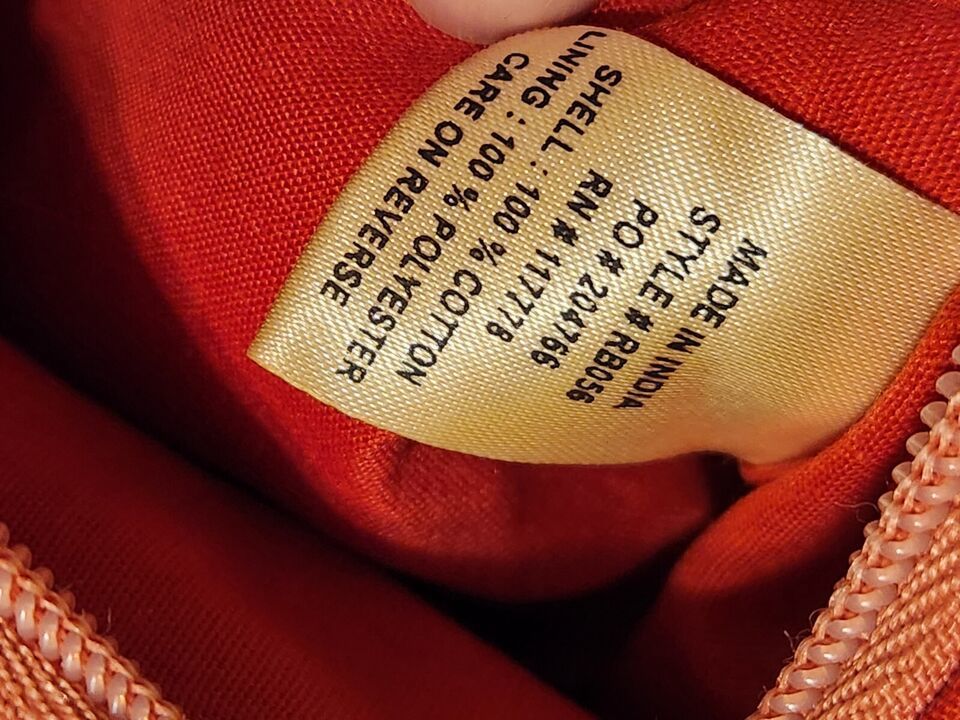 MADE IN INDIA
STYLE # RB056
PO # 204766
RN # 117778
SHELL : 100 % COTTON
LINING : 100 % POLYESTER
CARE ON REVERSE